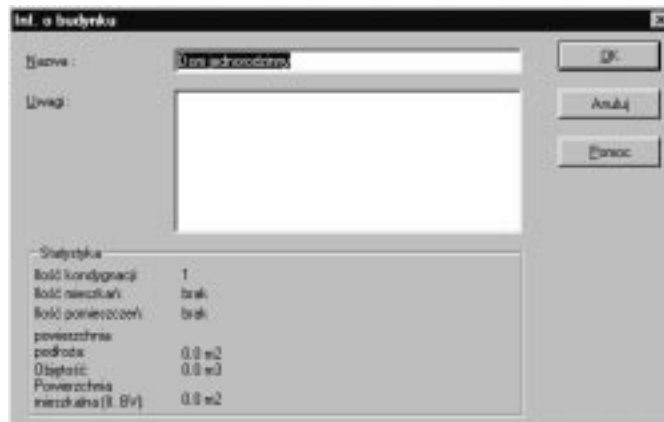 Inf. o budynku
Nazwa : Dom jednorodzinny OK
Uwagi : Anuluj
Pomoc
Statystyka
Ilość kondygnacji 1
Ilość mieszkań: brak
Ilość pomieszczeń: brak
powierzchnia
podłoża: 0.0 m2
Objętość: 0.0 m3
Powierzchnia
mieszkalna (II. BV): 0.0 m2